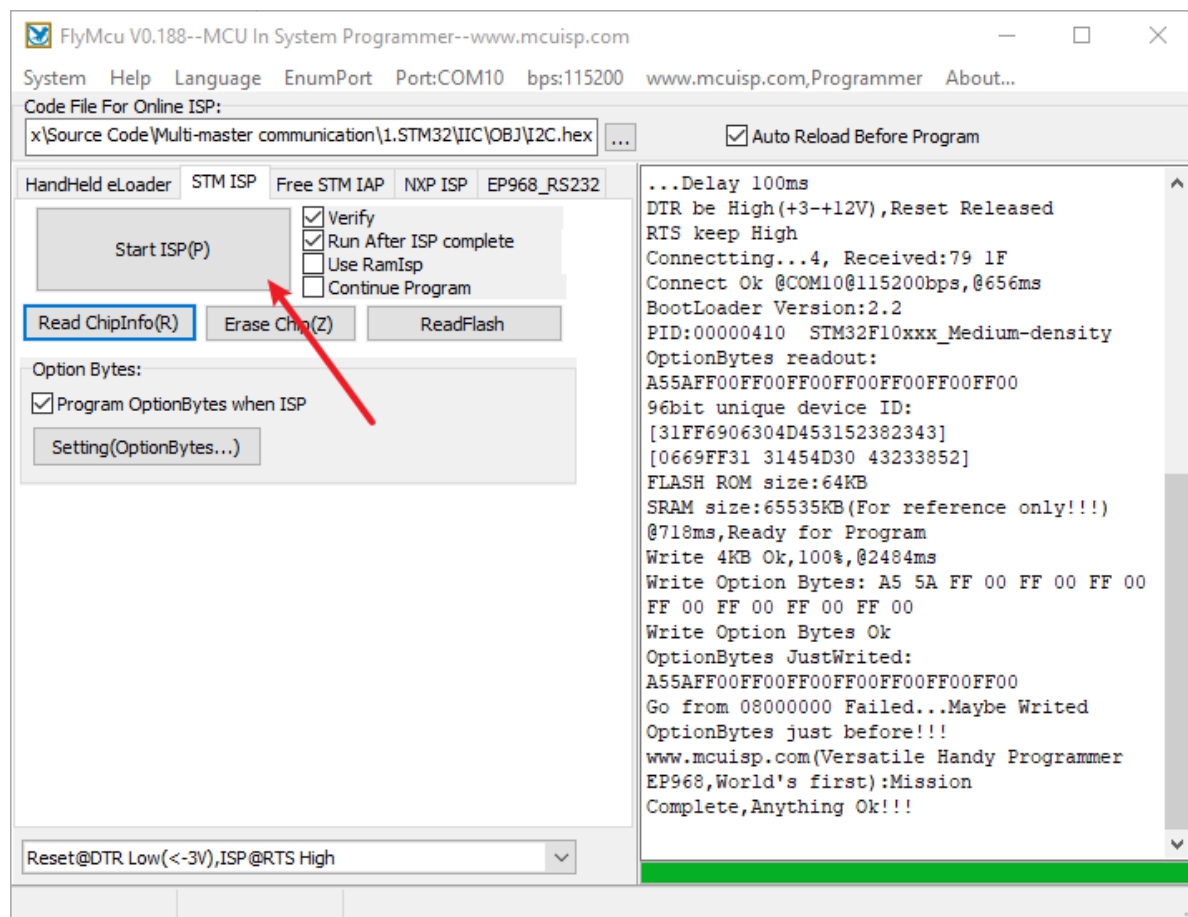 FlyMcu V0.188--MCU In System Programmer--www.mcuisp.com
System Help Language EnumPort Port:COM10 bps:115200 www.mcuisp.com,Programmer About...
Code File For Online ISP:
x\Source Code\Multi-master communication\1.STM32\IIC\OBJ\I2C.hex ... Auto Reload Before Program
HandHeld eLoader STM ISP Free STM IAP NXP ISP EP968_RS232
Start ISP(P)
Verify
Run After ISP complete
Use RamIsp
Continue Program
Read ChipInfo(R) Erase Chip(Z) ReadFlash
Option Bytes:
Program OptionBytes when ISP
Setting(OptionBytes...)
Reset@DTR Low(<-3V),ISP@RTS High
...Delay 100ms
DTR be High(+3-+12V),Reset Released
RTS keep High
Connectting...4, Received:79 1F
Connect Ok @COM10@115200bps,@656ms
BootLoader Version:2.2
PID:00000410 STM32F10xxx_Medium-density
OptionBytes readout:
A55AFF00FF00FF00FF00FF00FF00FF00
96bit unique device ID:
[31FF6906304D453152382343]
[0669FF31 31454D30 43233852]
FLASH ROM size:64KB
SRAM size:65535KB(For reference only!!!)
@718ms,Ready for Program
Write 4KB Ok,100%,@2484ms
Write Option Bytes: A5 5A FF 00 FF 00 FF 00
FF 00 FF 00 FF 00 FF 00
Write Option Bytes Ok
OptionBytes JustWrited:
A55AFF00FF00FF00FF00FF00FF00FF00
Go from 08000000 Failed...Maybe Writed
OptionBytes just before!!!
www.mcuisp.com(Versatile Handy Programmer
EP968,World's first):Mission
Complete,Anything Ok!!!